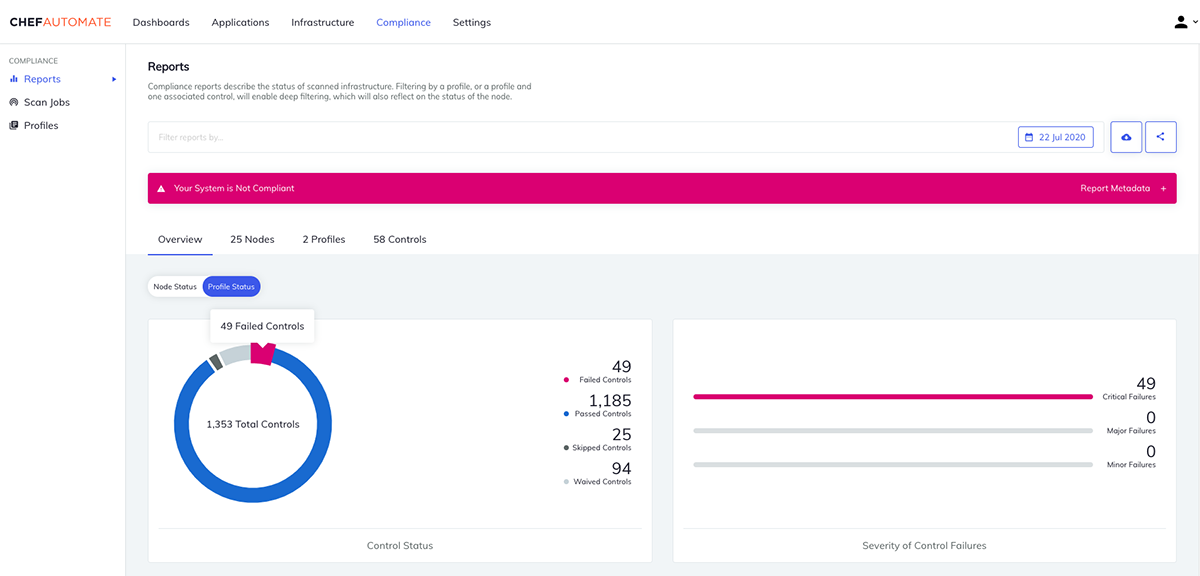 CHEFAUTOMATE
Dashboards Applications Infrastructure Compliance Settings
COMPLIANCE
Reports
Scan Jobs
Profiles
Reports
Compliance reports describe the status of scanned infrastructure. Filtering by a profile, or a profile and
one associated control, will enable deep filtering, which will also reflect on the status of the node.
Filter reports by...
22 Jul 2020
Your System is Not Compliant
Report Metadata +
Overview 25 Nodes 2 Profiles 58 Controls
Node Status Profile Status
49 Failed Controls
1,353 Total Controls
49
Failed Controls
1,185
Passed Controls
25
Skipped Controls
94
Waived Controls
Control Status
49
Critical Failures
0
Major Failures
0
Minor Failures
Severity of Control Failures